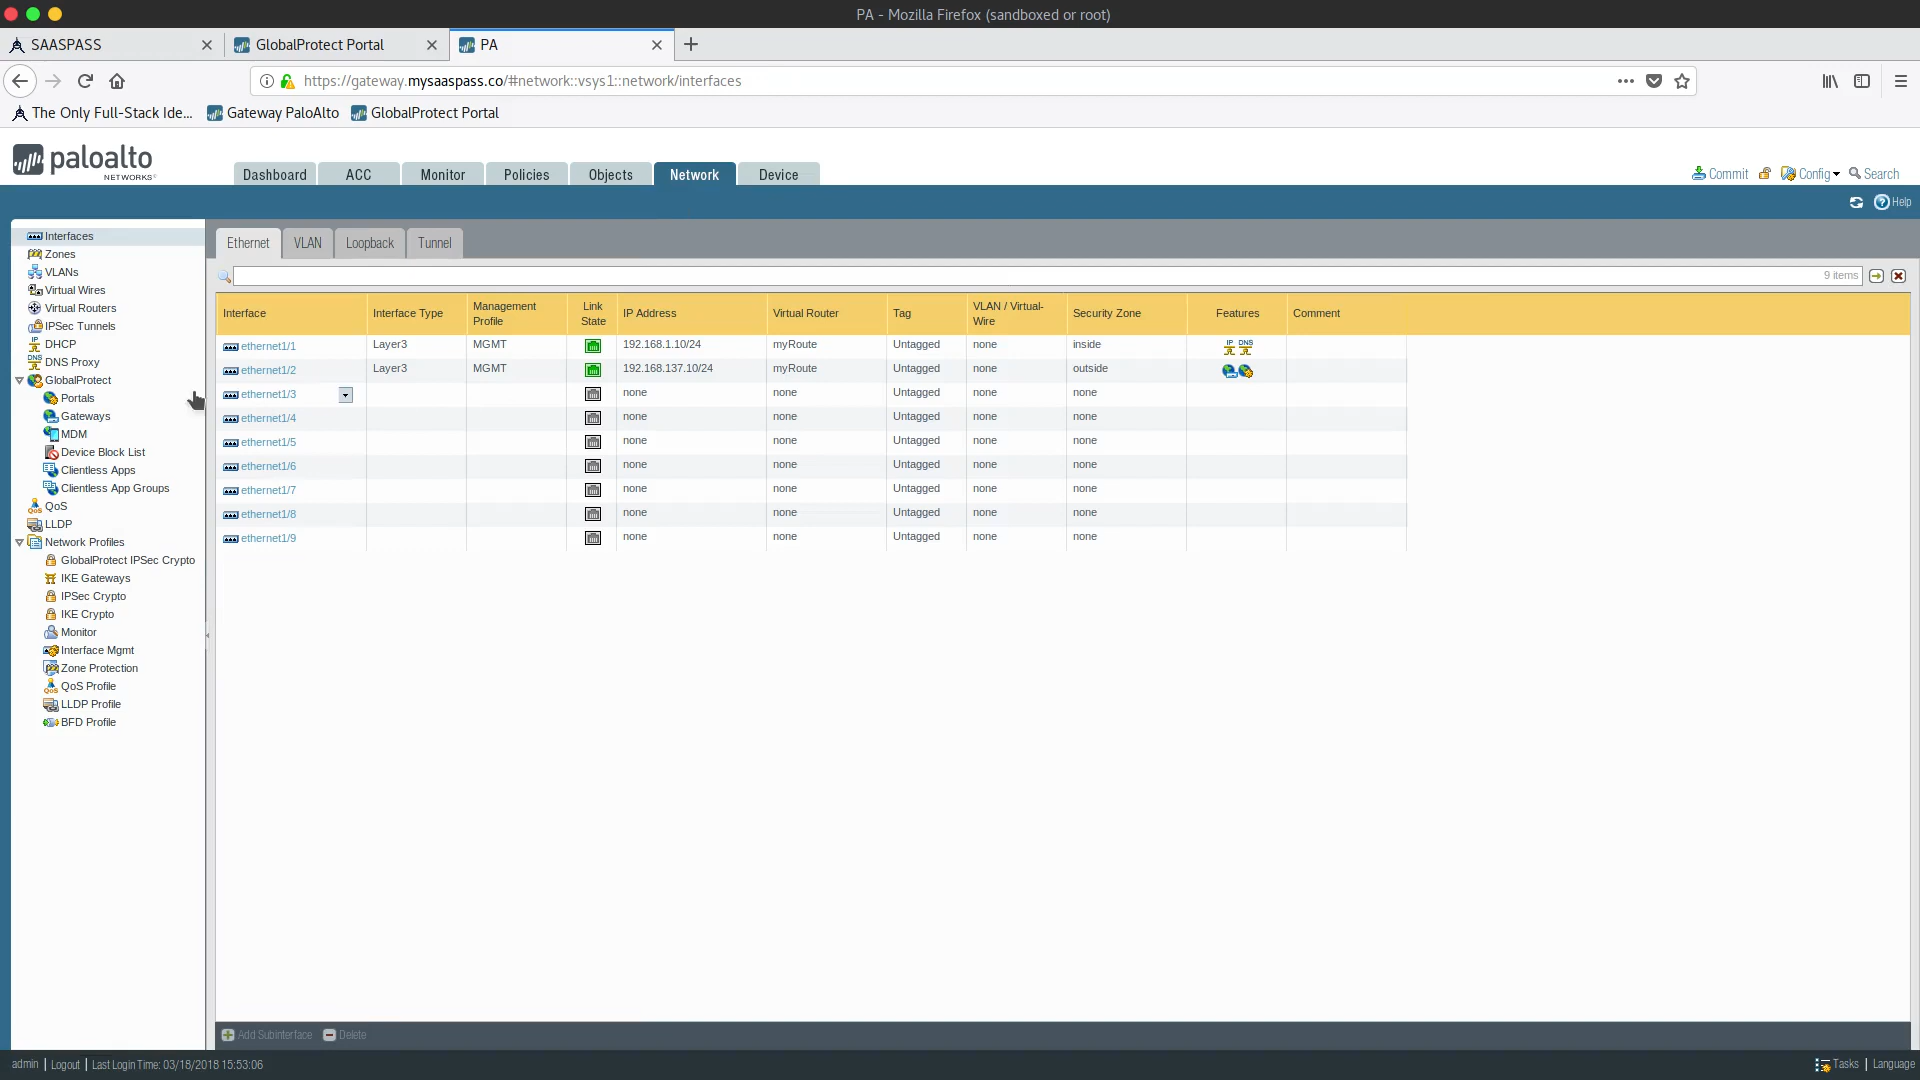 PA - Mozilla Firefox (sandboxed or root)
SAASPASS
GlobalProtect Portal
PA
https://gateway.mysaaspass.co/#network::vsys1::network/interfaces
The Only Full-Stack Ide...
Gateway PaloAlto
GlobalProtect Portal
paloalto
NETWORKS®
Dashboard
ACC
Monitor
Policies
Objects
Network
Device
Commit
Config
Search
Help
Interfaces
Zones
VLANs
Virtual Wires
Virtual Routers
IPSec Tunnels
DHCP
DNS Proxy
GlobalProtect
Portals
Gateways
MDM
Device Block List
Clientless Apps
Clientless App Groups
QoS
LLDP
Network Profiles
GlobalProtect IPSec Crypto
IKE Gateways
IPSec Crypto
IKE Crypto
Monitor
Interface Mgmt
Zone Protection
QoS Profile
LLDP Profile
BFD Profile
Ethernet
VLAN
Loopback
Tunnel
9 items
Interface
Interface Type
Management Profile
Link State
IP Address
Virtual Router
Tag
VLAN / Virtual-Wire
Security Zone
Features
Comment
ethernet1/1 Layer3 MGMT 192.168.1.10/24 myRoute Untagged none inside IP DNS
ethernet1/2 Layer3 MGMT 192.168.137.10/24 myRoute Untagged none outside
ethernet1/3 none none Untagged none none
ethernet1/4 none none Untagged none none
ethernet1/5 none none Untagged none none
ethernet1/6 none none Untagged none none
ethernet1/7 none none Untagged none none
ethernet1/8 none none Untagged none none
ethernet1/9 none none Untagged none none
Add Subinterface
Delete
admin | Logout | Last Login Time: 03/18/2018 15:53:06
Tasks | Language